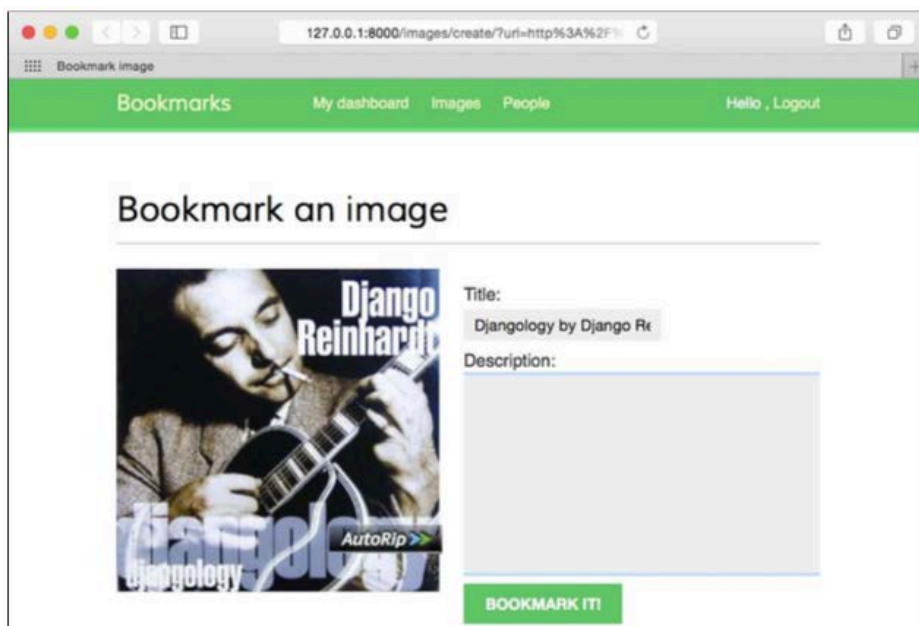 127.0.0.1:8000/images/create/?url=http%3A%2F%
Bookmark image
Bookmarks My dashboard Images People Hello , Logout
Bookmark an image
Django
Reinhardt
djangology
djangology
AutoRip
Title:
Djangology by Django Re
Description:
BOOKMARK IT!